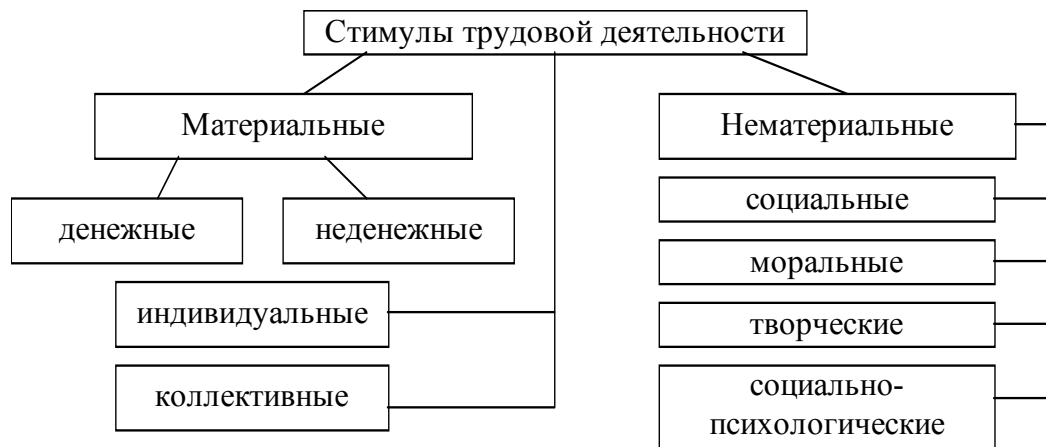 Стимулы трудовой деятельности
Материальные
Нематериальные
денежные
неденежные
социальные
моральные
индивидуальные
творческие
коллективные
социально-
психологические